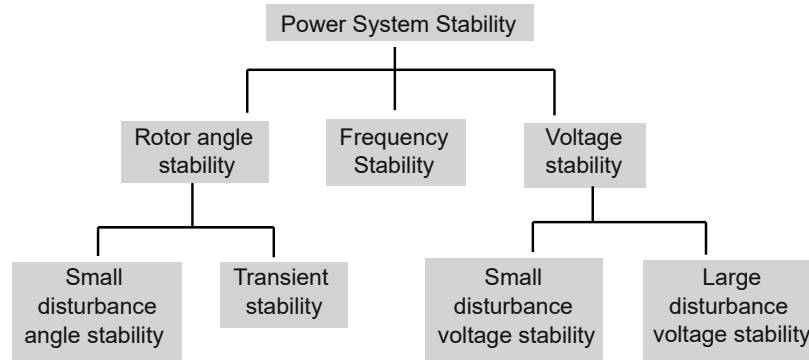 Power System Stability
Rotor angle
stability
Frequency
Stability
Voltage
stability
Small
disturbance
angle stability
Transient
stability
Small
disturbance
voltage stability
Large
disturbance
voltage stability